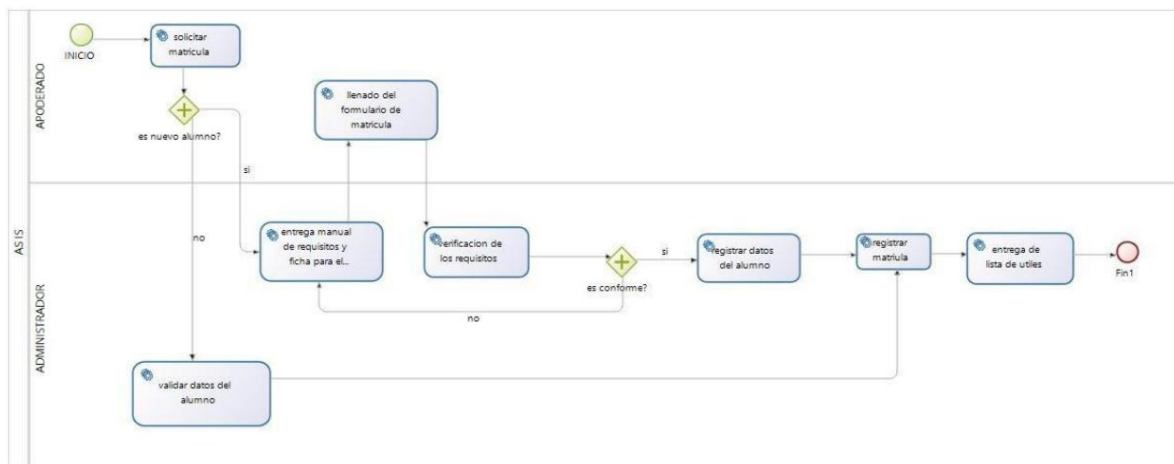 AS IS
APODERADO
INICIO
solicitar
matricula
es nuevo alumno?
si
no
llenado del
formulario de
matricula
ADMINISTRADOR
entrega manual
de requisitos y
ficha para el...
verificacion de
los requisitos
es conforme?
si
no
registrar datos
del alumno
registrar
matriula
entrega de
lista de utiles
Fin1
validar datos del
alumno